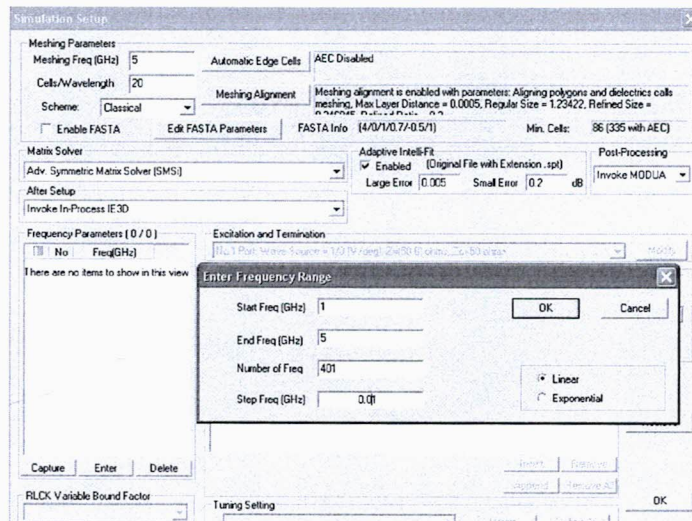 Simulation Setup
Meshing Parameters
Meshing Freq (GHz) 5
Automatic Edge Cells
AEC Disabled
Cells/Wavelength 20
Meshing Alignment
Meshing alignment is enabled with parameters: Aligning polygons and dielectrics calls
meshing, Max Layer Distance = 0.0005, Regular Size = 1.23422, Refined Size =
Scheme: Classical
Enable FASTA
Edit FASTA Parameters
FASTA Info (4/0/1/0.7/-0.5/1)
Min. Cells: 86 (335 with AEC)
Matrix Solver
Adv. Symmetric Matrix Solver (SMSi)
Adaptive Intelli-Fit
Enabled (Original File with Extension .spt)
Large Error 0.005 Small Error 0.2 dB
Post-Processing
Invoke MODUA
After Setup
Invoke In-Process IE3D
Frequency Parameters ( 0 / 0 )
No Freq(GHz)
There are no items to show in this view
Excitation and Termination
Modify
Enter Frequency Range
Start Freq (GHz) 1
OK
Cancel
End Freq (GHz) 5
Number of Freq 401
Linear
Step Freq (GHz) 0.01
Exponential
Capture
Enter
Delete
Insert
Remove
Append
Remove All
RLCK Variable Bound Factor
Tuning Setting
OK